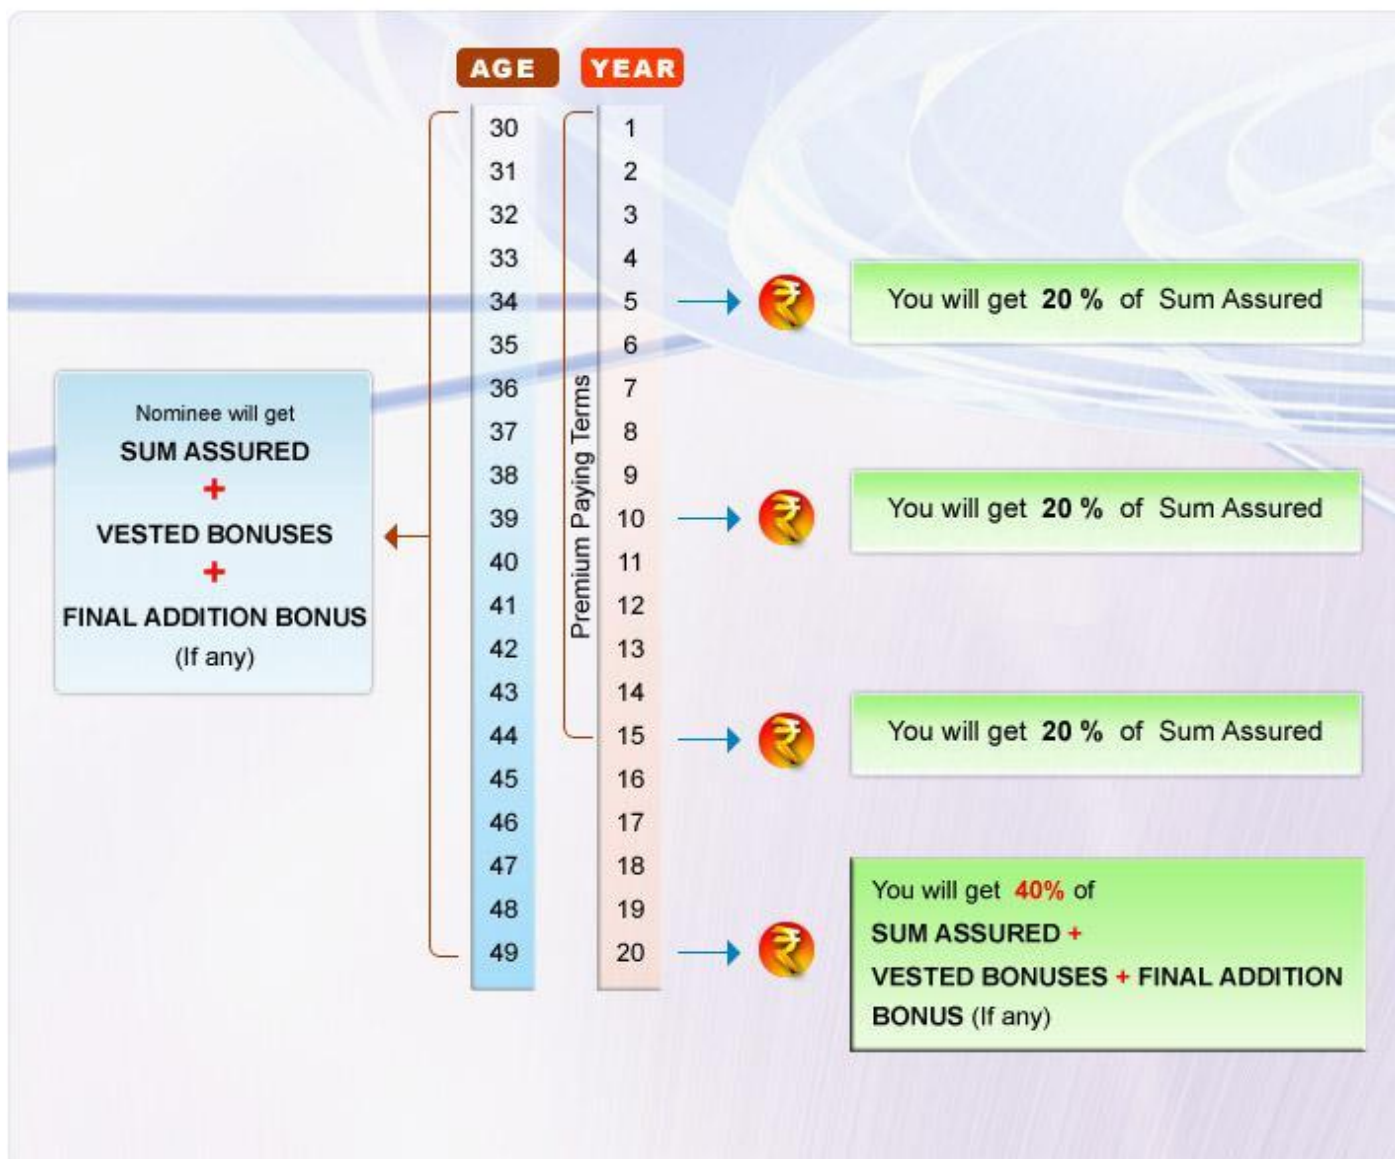 AGE YEAR
30 1
31 2
32 3
33 4
34 5
35 6
36 7
37 8
38 9
39 10
40 11
41 12
42 13
43 14
44 15
45 16
46 17
47 18
48 19
49 20
Premium Paying Terms
Nominee will get
SUM ASSURED
+
VESTED BONUSES
+
FINAL ADDITION BONUS
(If any)
₹
You will get 20 % of Sum Assured
₹
You will get 20 % of Sum Assured
₹
You will get 20 % of Sum Assured
₹
You will get 40% of
SUM ASSURED +
VESTED BONUSES + FINAL ADDITION
BONUS (If any)